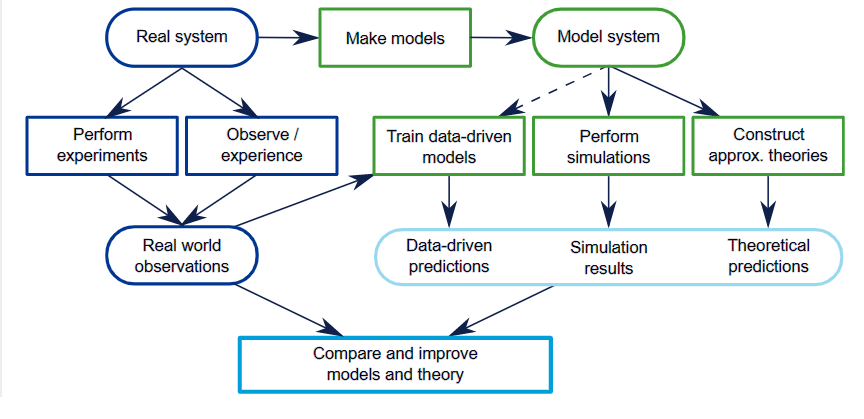 Real system
Make models
Model system
Perform
experiments
Observe /
experience
Train data-driven
models
Perform
simulations
Construct
approx. theories
Real world
observations
Data-driven
predictions
Simulation
results
Theoretical
predictions
Compare and improve
models and theory